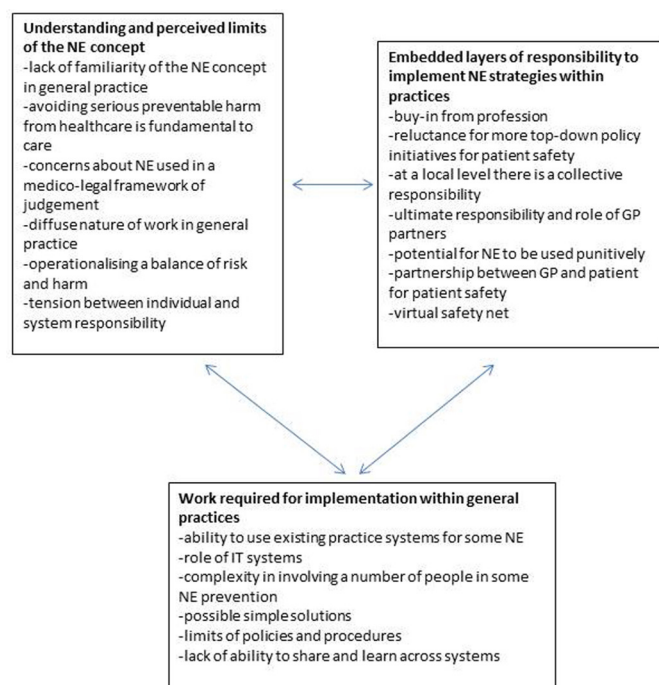 Understanding and perceived limits
of the NE concept
-lack of familiarity of the NE concept
in general practice
-avoiding serious preventable harm
from healthcare is fundamental to
care
-concerns about NE used in a
medico-legal framework of
judgement
-diffuse nature of work in general
practice
-operationalising a balance of risk
and harm
-tension between individual and
system responsibility
Embedded layers of responsibility to
implement NE strategies within
practices
-buy-in from profession
-reluctance for more top-down policy
initiatives for patient safety
-at a local level there is a collective
responsibility
-ultimate responsibility and role of GP
partners
-potential for NE to be used punitively
-partnership between GP and patient
for patient safety
-virtual safety net
Work required for implementation within general
practices
-ability to use existing practice systems for some NE
-role of IT systems
-complexity in involving a number of people in some
NE prevention
-possible simple solutions
-limits of policies and procedures
-lack of ability to share and learn across systems